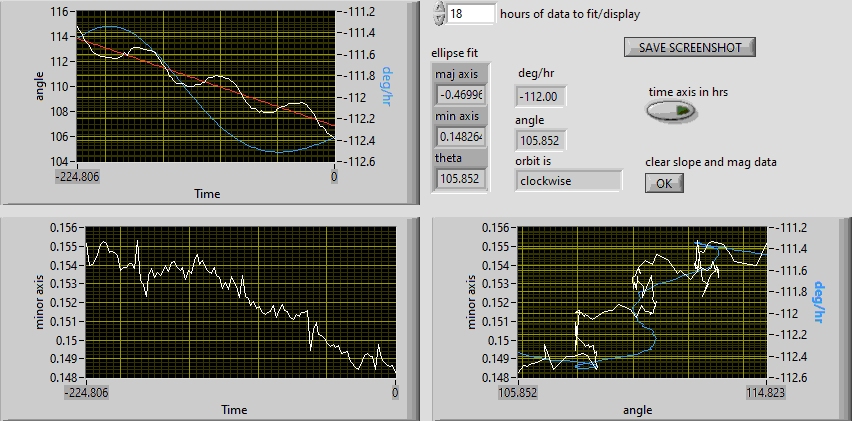 116
114
112
110
108
106
104
angle
-111.2
-111.4
-111.6
-111.8
-112
-112.2
-112.4
-112.6
deg/hr
-224.806
0
Time
18 hours of data to fit/display
SAVE SCREENSHOT
ellipse fit
maj axis
-0.4699
min axis
0.14826
theta
105.852
deg/hr
-112.00
angle
105.852
orbit is
clockwise
time axis in hrs
clear slope and mag data
OK
0.156
0.155
0.154
0.153
0.152
0.151
0.15
0.149
0.148
minor axis
-224.806
0
Time
0.156
0.155
0.154
0.153
0.152
0.151
0.15
0.149
0.148
minor axis
-111.2
-111.4
-111.6
-111.8
-112
-112.2
-112.4
-112.6
deg/hr
105.852
114.823
angle